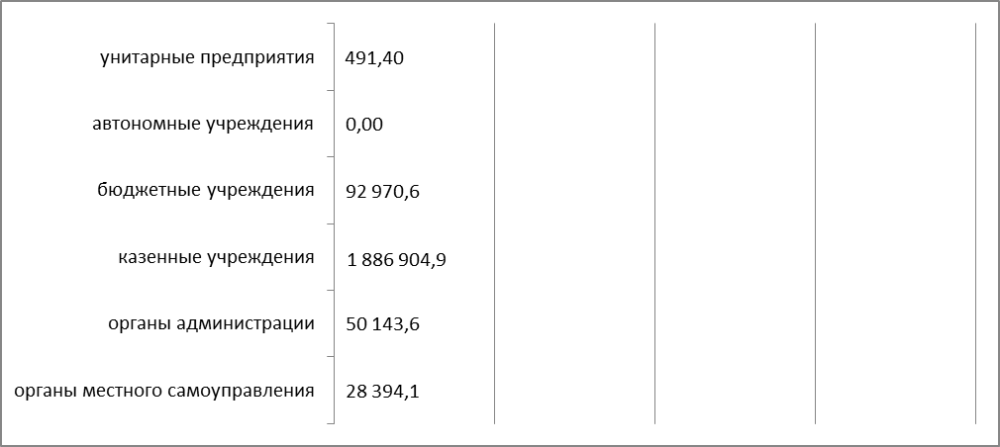 унитарные предприятия 491,40
автономные учреждения 0,00
бюджетные учреждения 92 970,6
казенные учреждения 1 886 904,9
органы администрации 50 143,6
органы местного самоуправления 28 394,1